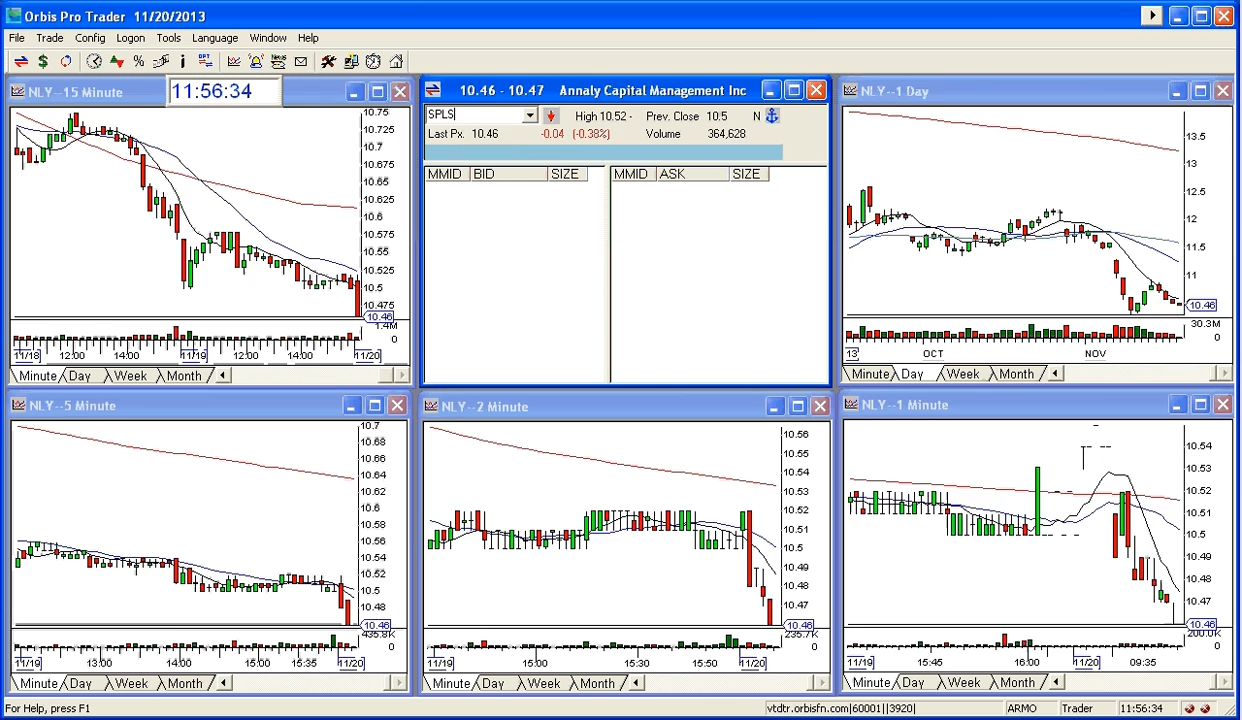 Orbis Pro Trader 11/20/2013
File Trade Config Logon Tools Language Window Help
NLY--15 Minute
11:56:34
10.75
10.725
10.7
10.675
10.65
10.625
10.6
10.575
10.55
10.525
10.5
10.475
10.46
1.4M
0
11/18 12:00 14:00 11/19 12:00 14:00 11/20
Minute Day Week Month
10.46 - 10.47 Annaly Capital Management Inc
SPLS High 10.52 - Prev. Close 10.5 N
Last Px. 10.46 -0.04 (-0.38%) Volume 364,628
MMID BID SIZE MMID ASK SIZE
NLY--1 Day
13.5
13
12.5
12
11.5
11
10.46
30.3M
0
13' OCT NOV
Minute Day Week Month
NLY--5 Minute
10.7
10.68
10.66
10.64
10.62
10.6
10.58
10.56
10.54
10.52
10.5
10.48
10.46
435.8K
0
11/19 13:00 14:00 15:00 15:35 11/20
Minute Day Week Month
NLY--2 Minute
10.56
10.55
10.54
10.53
10.52
10.51
10.5
10.49
10.48
10.47
10.46
235.7K
0
11/19 15:00 15:30 15:50 11/20
Minute Day Week Month
NLY--1 Minute
10.54
10.53
10.52
10.51
10.5
10.49
10.48
10.47
10.46
200.0K
0
11/19 15:45 16:00 11/20 09:35
Minute Day Week Month
For Help, press F1
vtdtr.orbisfn.com|60001||3920| ARMO Trader 11:56:34